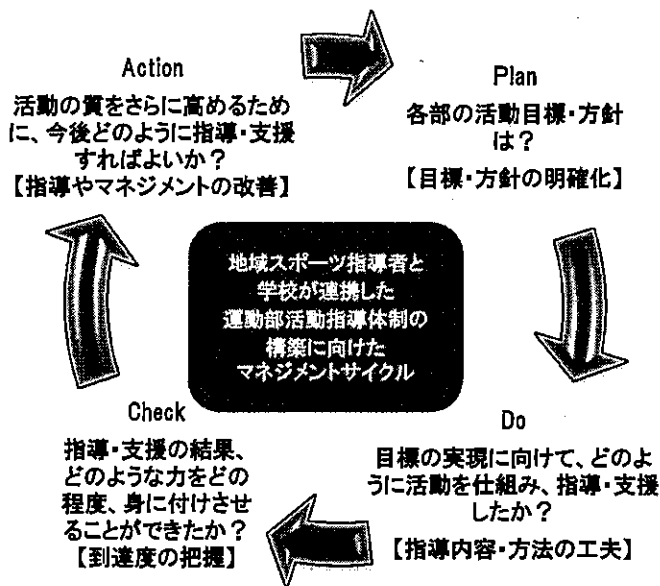 Action
活動の質をさらに高めるため
に、今後どのように指導・支援
すればよいか？
【指導やマネジメントの改善】
Plan
各部の活動目標・方針
は？
【目標・方針の明確化】
地域スポーツ指導者と
学校が連携した
運動部活動指導体制の
構築に向けた
マネジメントサイクル
Check
指導・支援の結果、
どのような力をどの
程度、身に付けさせ
ることができたか？
【到達度の把握】
Do
目標の実現に向けて、どのよ
うに活動を仕組み、指導・支援
したか？
【指導内容・方法の工夫】